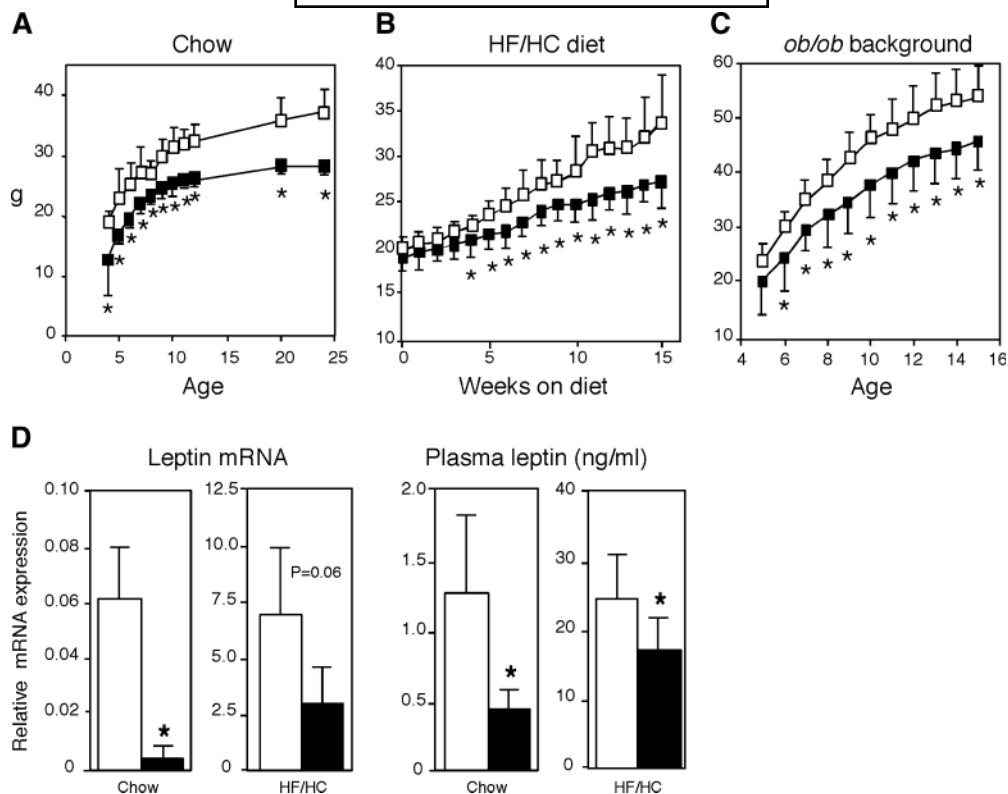 A
Chow
g
40
30
20
10
0
0 5 10 15 20 25
Age
* * * * * * * * * * *
B
HF/HC diet
40
35
30
25
20
15
10
0 5 10 15
Weeks on diet
* * * * * * * * * * * *
C
ob/ob background
60
50
40
30
20
10
4 6 8 10 12 14 16
Age
* * * * * * * * * *
D
Leptin mRNA
Relative mRNA expression
0.10
0.08
0.06
0.04
0.02
0
*
Chow
12.5
10.0
7.5
5.0
2.5
0
P=0.06
HF/HC
Plasma leptin (ng/ml)
2.0
1.5
1.0
0.5
0
*
Chow
40
30
20
10
0
*
HF/HC